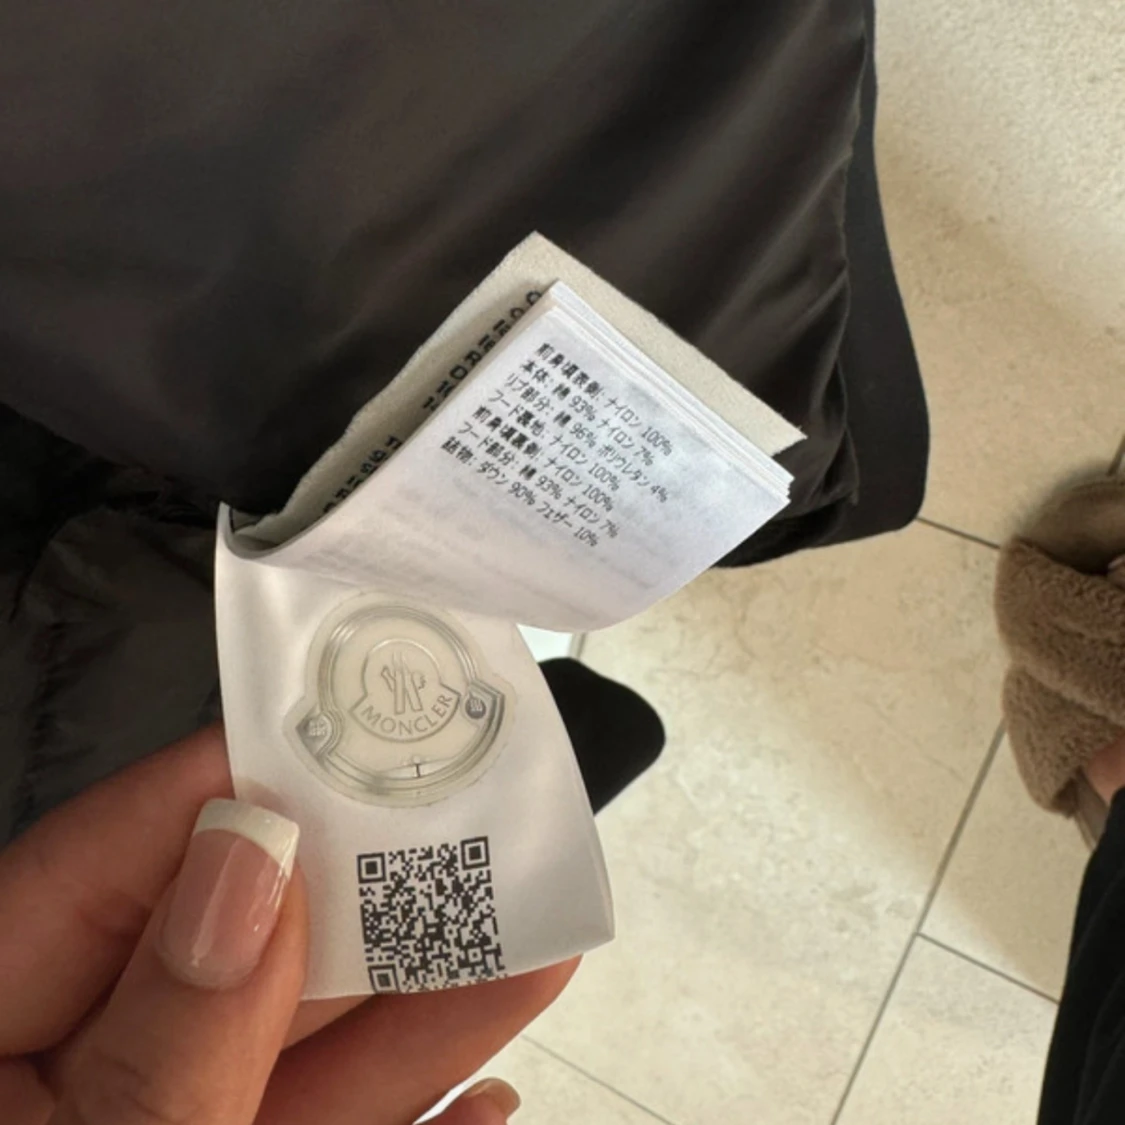 前身頃表側: ナイロン 100%
本体: 綿 93% ナイロン 7%
リブ部分: 綿 96% ポリウレタン 4%
フード裏地: ナイロン 100%
前身頃裏側: ナイロン 100%
フード部分: 綿 93% ナイロン 7%
詰物: ダウン 90% フェザー 10%
MONCLER